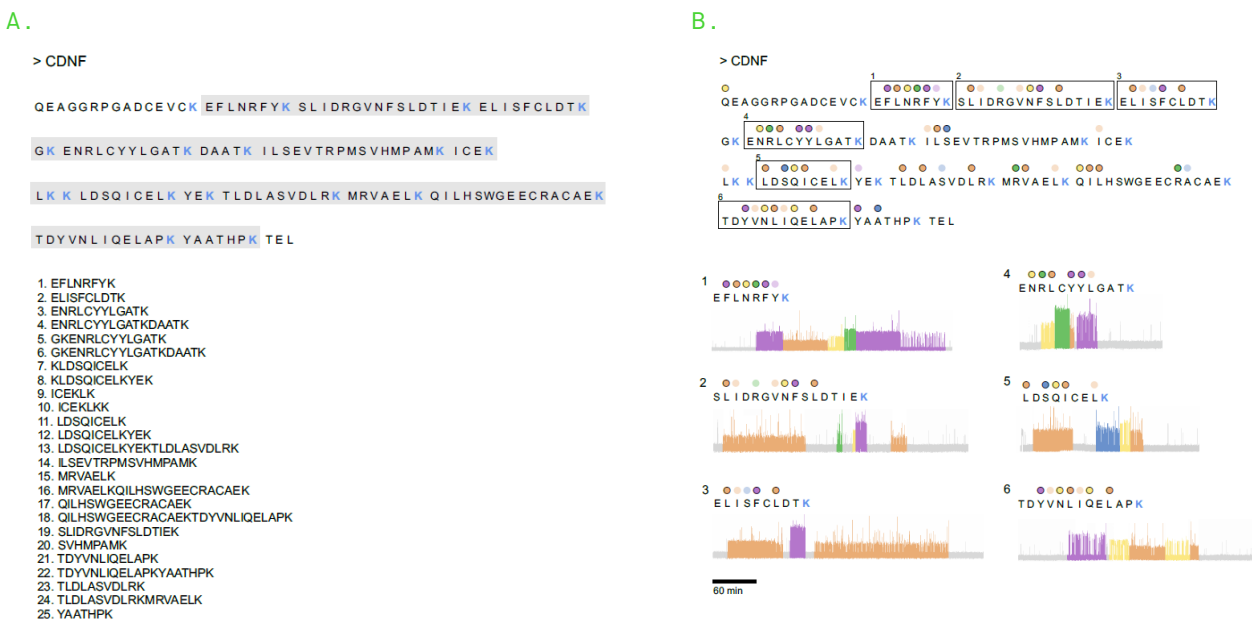 A.
> CDNF
QEAGGRPGADCEVCK EFLNRFYK SLIDRGVNFSLDTIEK ELISFCLDTK
GK ENRLCYYLGATK DAATK ILSEVTRPMSVHMPAMK ICEK
LK K LDSQICELK YEK TLDLASVDLRK MRVAELK QILHSWGEECRACAEK
TDYVNLIQELAPK YAATHPK TEL
1. EFLNRFYK
2. ELISFCLDTK
3. ENRLCYYLGATK
4. ENRLCYYLGATKDAATK
5. GKENRLCYYLGATK
6. GKENRLCYYLGATKDAATK
7. KLDSQICELK
8. KLDSQICELKYEK
9. ICEKLK
10. ICEKLKK
11. LDSQICELK
12. LDSQICELKYEK
13. LDSQICELKYEKTLDLASVDLRK
14. ILSEVTRPMSVHMPAMK
15. MRVAELK
16. MRVAELKQILHSWGEECRACAEK
17. QILHSWGEECRACAEK
18. QILHSWGEECRACAEKTDYVNLIQELAPK
19. SLIDRGVNFSLDTIEK
20. SVHMPAMK
21. TDYVNLIQELAPK
22. TDYVNLIQELAPKYAATHPK
23. TLDLASVDLRK
24. TLDLASVDLRKMRVAELK
25. YAATHPK
B.
> CDNF
1 2 3
QEAGGRPGADCEVCK EFLNRFYK SLIDRGVNFSLDTIEK ELISFCLDTK
4
GK ENRLCYYLGATK DAATK ILSEVTRPMSVHMPAMK ICEK
5
LK K LDSQICELK YEK TLDLASVDLRK MRVAELK QILHSWGEECRACAEK
6
TDYVNLIQELAPK YAATHPK TEL
1
EFLNRFYK
4
ENRLCYYLGATK
2
SLIDRGVNFSLDTIEK
5
LDSQICELK
3
ELISFCLDTK
6
TDYVNLIQELAPK
60 min